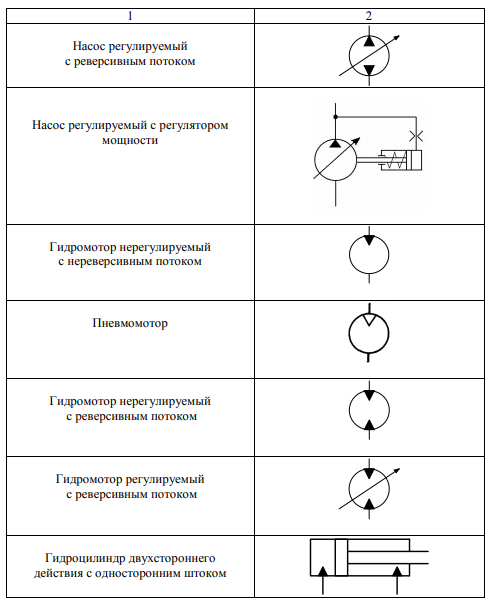 1
2
Насос регулируемый
с реверсивным потоком
Насос регулируемый с регулятором
мощности
Гидромотор нерегулируемый
с нереверсивным потоком
Пневмомотор
Гидромотор нерегулируемый
с реверсивным потоком
Гидромотор регулируемый
с реверсивным потоком
Гидроцилиндр двухстороннего
действия с односторонним штоком